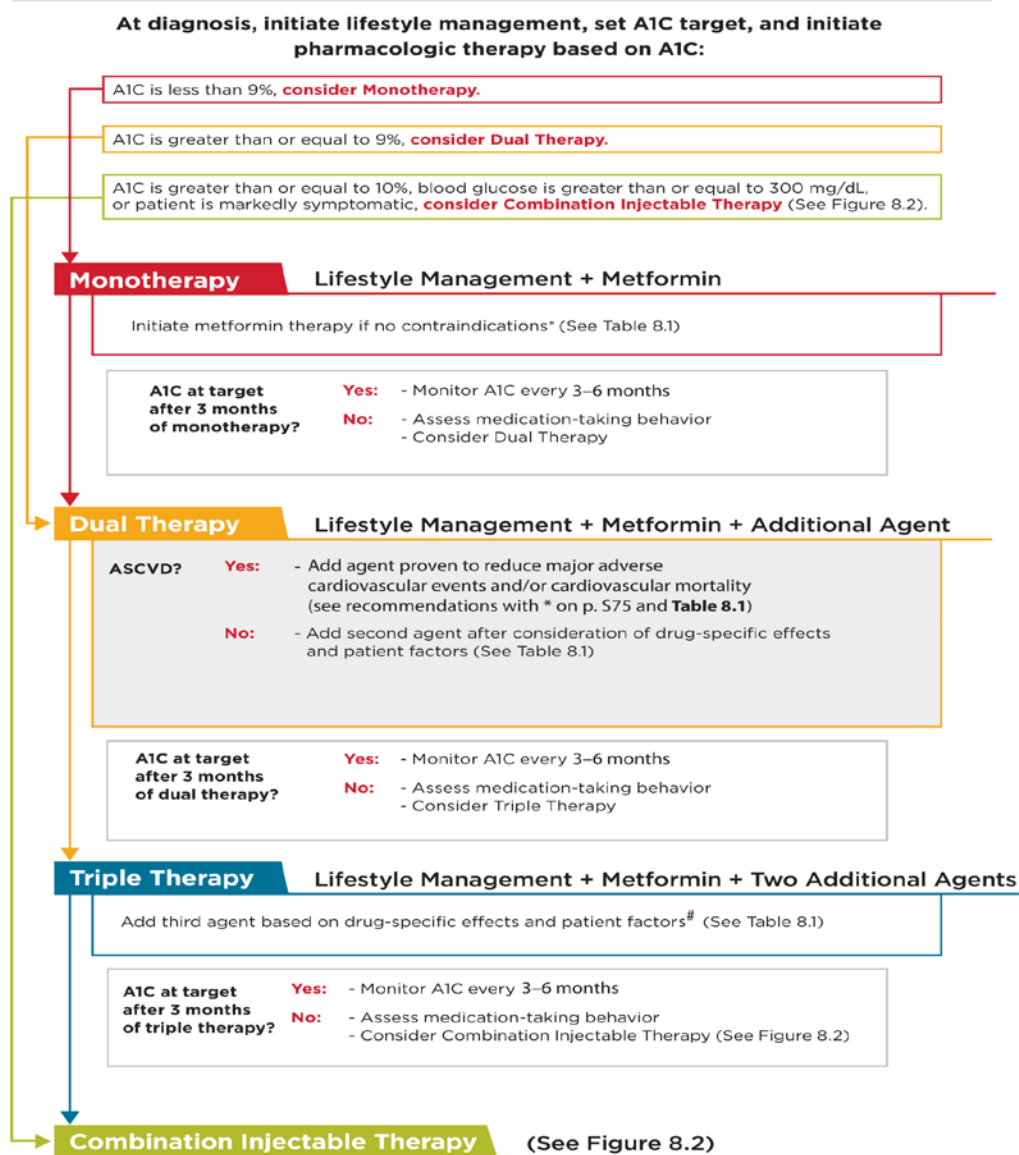 At diagnosis, initiate lifestyle management, set A1C target, and initiate
pharmacologic therapy based on A1C:
A1C is less than 9%, consider Monotherapy.
A1C is greater than or equal to 9%, consider Dual Therapy.
A1C is greater than or equal to 10%, blood glucose is greater than or equal to 300 mg/dL,
or patient is markedly symptomatic, consider Combination Injectable Therapy (See Figure 8.2).
Monotherapy Lifestyle Management + Metformin
Initiate metformin therapy if no contraindications* (See Table 8.1)
A1C at target
after 3 months
of monotherapy?
Yes: - Monitor A1C every 3–6 months
No: - Assess medication-taking behavior
- Consider Dual Therapy
Dual Therapy Lifestyle Management + Metformin + Additional Agent
ASCVD? Yes: - Add agent proven to reduce major adverse
cardiovascular events and/or cardiovascular mortality
(see recommendations with * on p. S75 and Table 8.1)
No: - Add second agent after consideration of drug-specific effects
and patient factors (See Table 8.1)
A1C at target
after 3 months
of dual therapy?
Yes: - Monitor A1C every 3–6 months
No: - Assess medication-taking behavior
- Consider Triple Therapy
Triple Therapy Lifestyle Management + Metformin + Two Additional Agents
Add third agent based on drug-specific effects and patient factors# (See Table 8.1)
A1C at target
after 3 months
of triple therapy?
Yes: - Monitor A1C every 3–6 months
No: - Assess medication-taking behavior
- Consider Combination Injectable Therapy (See Figure 8.2)
Combination Injectable Therapy (See Figure 8.2)